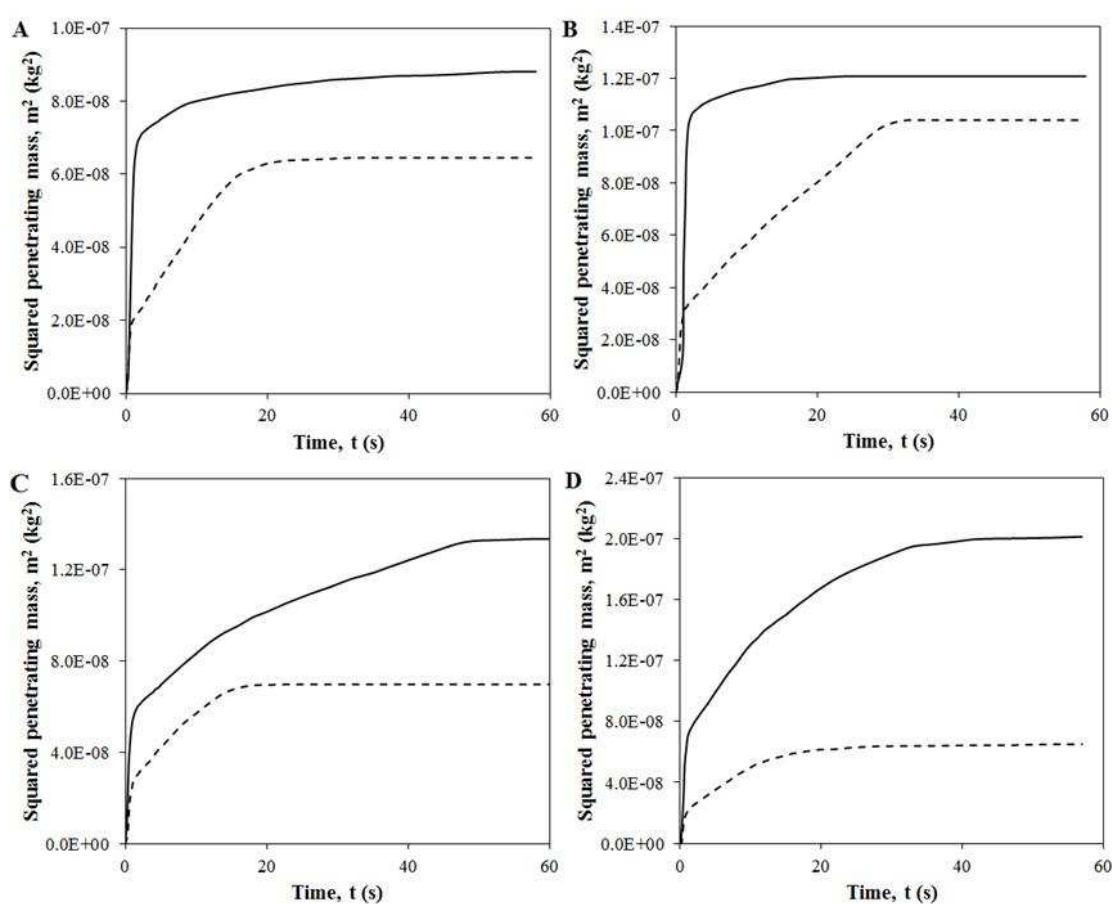 A
Squared penetrating mass, m² (kg²)
1.0E-07
8.0E-08
6.0E-08
4.0E-08
2.0E-08
0.0E+00
0 20 40 60
Time, t (s)
B
Squared penetrating mass, m² (kg²)
1.4E-07
1.2E-07
1.0E-07
8.0E-08
6.0E-08
4.0E-08
2.0E-08
0.0E+00
0 20 40 60
Time, t (s)
C
Squared penetrating mass, m² (kg²)
1.6E-07
1.2E-07
8.0E-08
4.0E-08
0.0E+00
0 20 40 60
Time, t (s)
D
Squared penetrating mass, m² (kg²)
2.4E-07
2.0E-07
1.6E-07
1.2E-07
8.0E-08
4.0E-08
0.0E+00
0 20 40 60
Time, t (s)